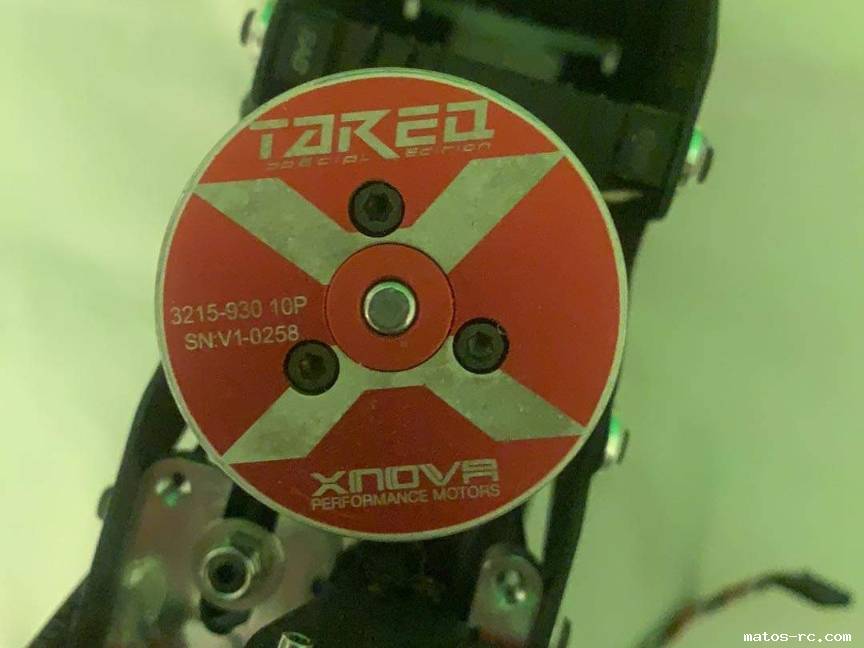 TAREQ
SPECIAL EDITION
3215-930 10P
SN:V1-0258
XNOVA
PERFORMANCE MOTORS
matos-rc.com